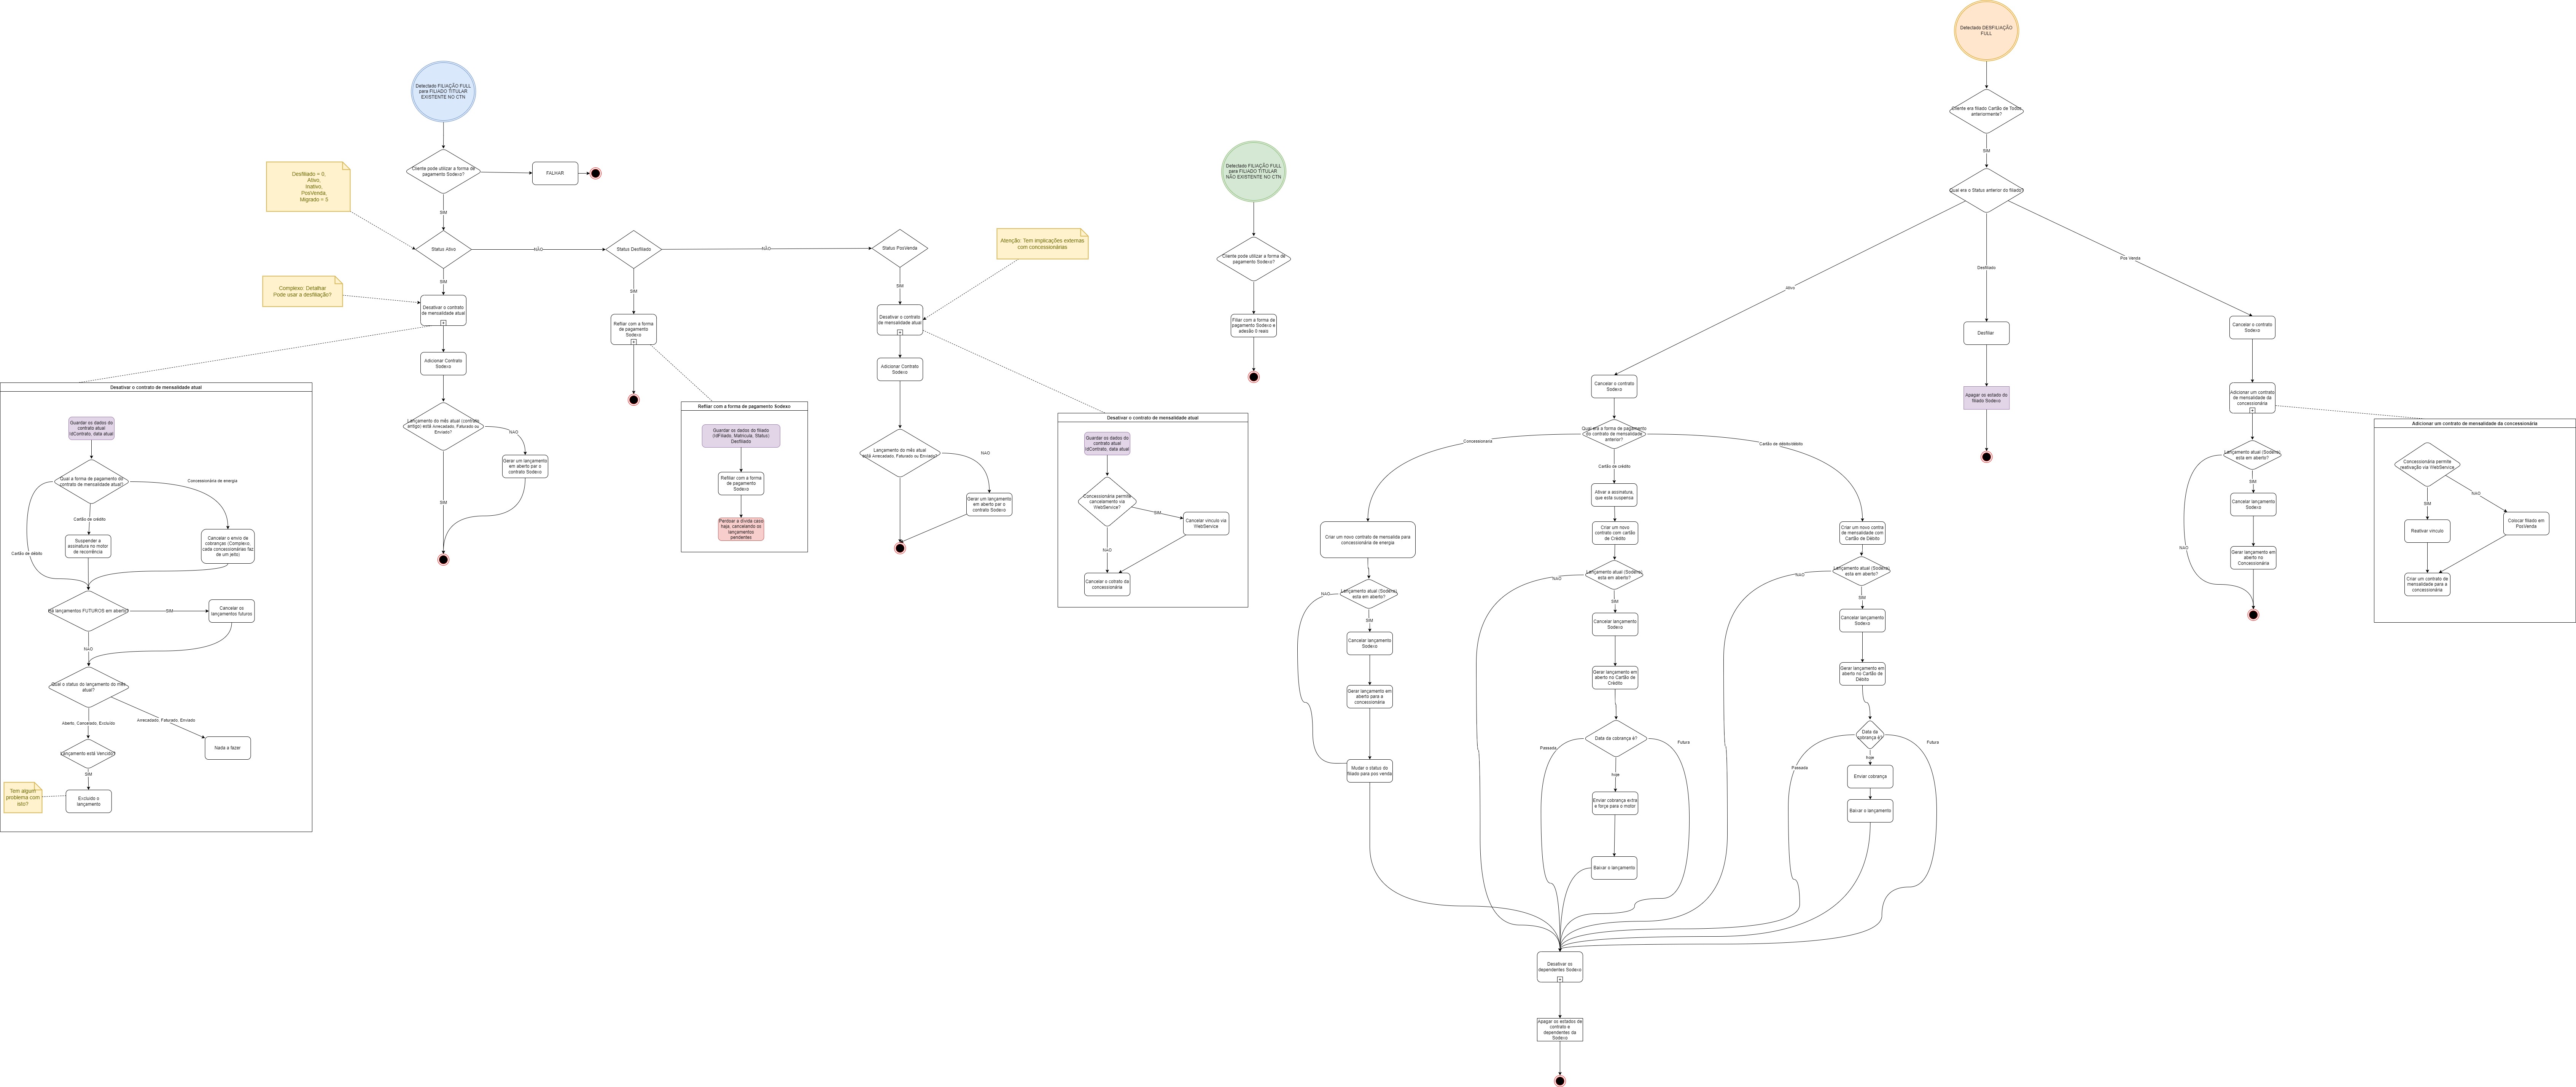 Detectado FILIAÇÃO FULL
para FILIADO TITULAR
EXISTENTE NO CTN
Cliente pode utilizar a forma de
pagamento Sodexo?
FALHAR
SIM
Desfiliado = 0,
Ativo,
Inativo,
PosVenda,
Migrado = 8
Status Ativo
NÃO
Status Desfiliado
NÃO
Status PosVenda
SIM
SIM
SIM
Complexo: Detalhar
Pode usar a desfiliação?
Desativar o contrato
de mensalidade atual
Adicionar Contrato
Sodexo
Lançamento do mês atual (contrato
antigo) está Arrecadado, Faturado ou
Enviado?
NÃO
Gerar um lançamento
em aberto par o
contrato Sodexo
SIM
Refiliar com a forma
de pagamento
Sodexo
Atenção: Tem implicações externas
com concessionárias
Desativar o contrato
de mensalidade atual
Adicionar Contrato
Sodexo
Lançamento do mês atual
está Arrecadado, Faturado ou Enviado?
NÃO
Gerar um lançamento
em aberto par o
contrato Sodexo
Desativar o contrato de mensalidade atual
Guardar os dados do
contrato atual
IdContrato, data atual
Qual a forma de pagamento do
contrato de mensalidade atual?
Concessionária de energia
Cartão de crédito
Cartão de débito
Suspender a
assinatura no motor
de recorrência
Cancelar o envio de
cobranças (Complexo,
cada concessionárias faz
de um jeito)
Há lançamentos FUTUROS em aberto?
SIM
Cancelar os
lançamentos futuros
NÃO
Qual o status do lançamento do mês
atual?
Aberto, Cancelado, Excluído
Arrecadado, Faturado, Enviado
Nada a fazer
Lançamento está Vencido?
SIM
Tem algum
problema com
isto?
Excluído o
lançamento
Refiliar com a forma de pagamento Sodexo
Guardar os dados do filiado
(IdFiliado, Matricula, Status)
Desfiliado
Refiliar com a forma
de pagamento
Sodexo
Perdoar a dívida caso
haja, cancelando os
lançamentos
pendentes
Desativar o contrato de mensalidade atual
Guardar os dados do
contrato atual
IdContrato, data atual
Concessionária permite
cancelamento via
WebService?
SIM
Cancelar vínculo via
WebService
NÃO
Cancelar o cotrato da
concessionária
Detectado FILIAÇÃO FULL
para FILIADO TITULAR
NÃO EXISTENTE NO CTN
Cliente pode utilizar a forma de
pagamento Sodexo?
Filiar com a forma de
pagamento Sodexo e
adesão 0 reais
Detectado DESFILIAÇÃO
FULL
Cliente era filiado Cartão de Todos
anteriormente?
SIM
Qual era o Status anterior do filiado?
Ativo
Desfiliado
Pos Venda
Desfiliar
Apagar os estado do
filiado Sodexo
Cancelar o contrato
Sodexo
Qual era a forma de pagamento
do contrato de mensalidade
anterior?
Concessionaria
Cartão de crédito
Cartão de débito/débito
Criar um novo contrato de mensalida para
concessionária de energia
Lançamento atual (Sodexo)
esta em aberto?
NÃO
SIM
Cancelar lançamento
Sodexo
Gerar lançamento em
aberto para a
concessionária
Mudar o status do
filiado para pos venda
Ativar a assinatura,
que está suspensa
Criar um novo
contrato com cartão
de Crédito
Lançamento atual (Sodexo)
esta em aberto?
NÃO
SIM
Cancelar lançamento
Sodexo
Gerar lançamento em
aberto no Cartão de
Crédito
Data da cobrança é?
Passada
Futura
hoje
Enviar cobrança extra
e força para o motor
Baixar o lançamento
Criar um novo contra
de mensalidade com
Cartão de Débito
Lançamento atual (Sodexo)
esta em aberto?
NÃO
SIM
Cancelar lançamento
Sodexo
Gerar lançamento em
aberto no Cartão de
Débito
Data da
cobrança é?
Passada
Futura
hoje
Enviar cobrança
Baixar o lançamento
Desativar os
dependentes Sodexo
Apagar os estados de
contrato e
dependentes da
Sodexo
Cancelar o contrato
Sodexo
Adicionar um contrato
de mensalidade da
concessionária
Lançamento atual (Sodexo)
esta em aberto?
NÃO
SIM
Cancelar lançamento
Sodexo
Gerar lançamento em
aberto no
Concessionária
Adicionar um contrato de mensalidade da concessionária
Concessionária permite
reativação via WebService
NÃO
SIM
Reativar vínculo
Colocar filiado em
PosVenda
Criar um contrato de
mensalidade para a
concessionária